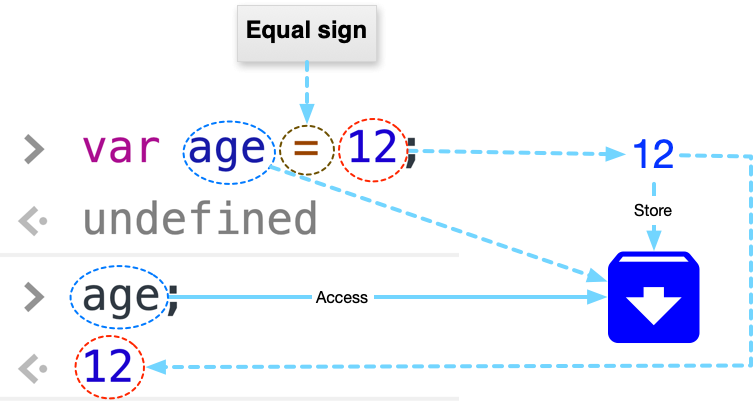 Equal sign
> var age = 12; 12
undefined
Store
> age; Access
12